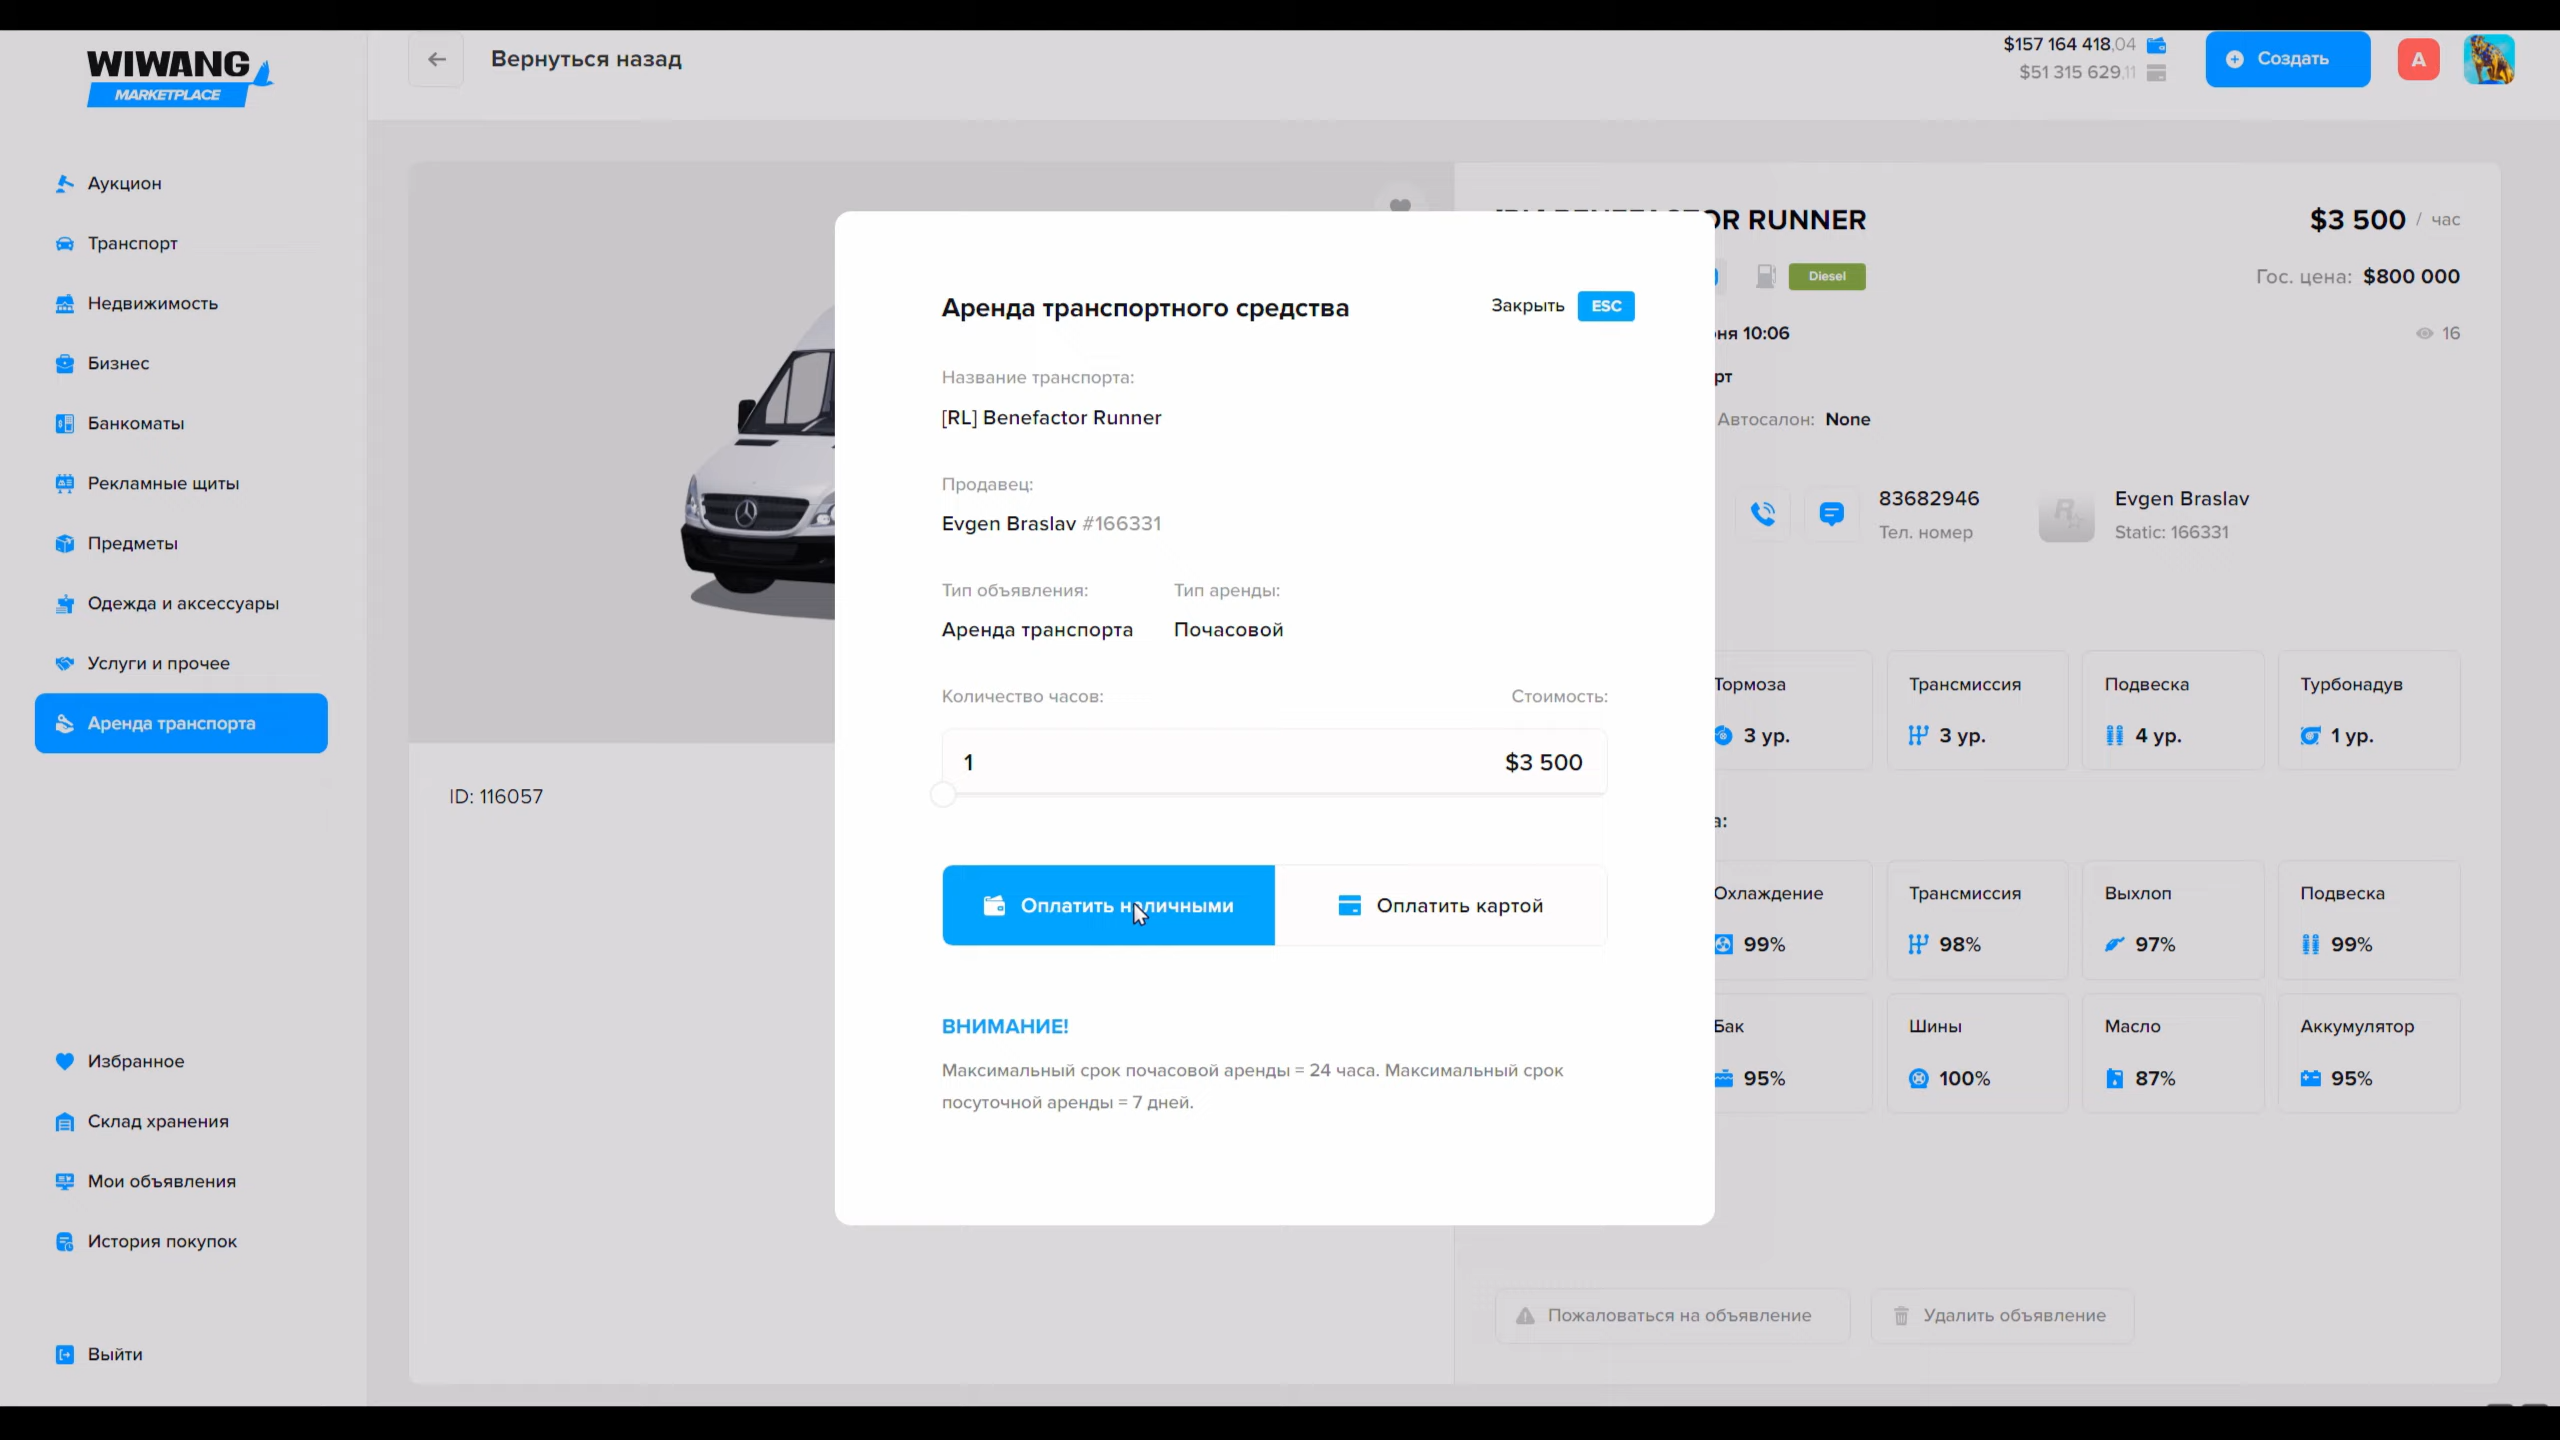 WIWANG
MARKETPLACE
Вернуться назад
$157 164 418.04
$51 315 629.11
Создать
A
Аукцион
Транспорт
Недвижимость
Бизнес
Банкоматы
Рекламные щиты
Предметы
Одежда и аксессуары
Услуги и прочее
Аренда транспорта
Избранное
Склад хранения
Мои объявления
История покупок
Выйти
ID: 116057
Аренда транспортного средства
Закрыть ESC
Название транспорта:
[RL] Benefactor Runner
Продавец:
Evgen Braslav #166331
Тип объявления: Тип аренды:
Аренда транспорта Почасовой
Количество часов: Стоимость:
1 $3 500
Оплатить наличными Оплатить картой
ВНИМАНИЕ!
Максимальный срок почасовой аренды = 24 часа. Максимальный срок
посуточной аренды = 7 дней.
RUNNER
$3 500 / час
Diesel
Гос. цена: $800 000
10:06
16
Автосалон: None
83682946
Тел. номер
Evgen Braslav
Static: 166331
Тормоза Трансмиссия Подвеска Турбонадув
3 ур. 3 ур. 4 ур. 1 ур.
Охлаждение Трансмиссия Выхлоп Подвеска
99% 98% 97% 99%
Бак Шины Масло Аккумулятор
95% 100% 87% 95%
Пожаловаться на объявление Удалить объявление